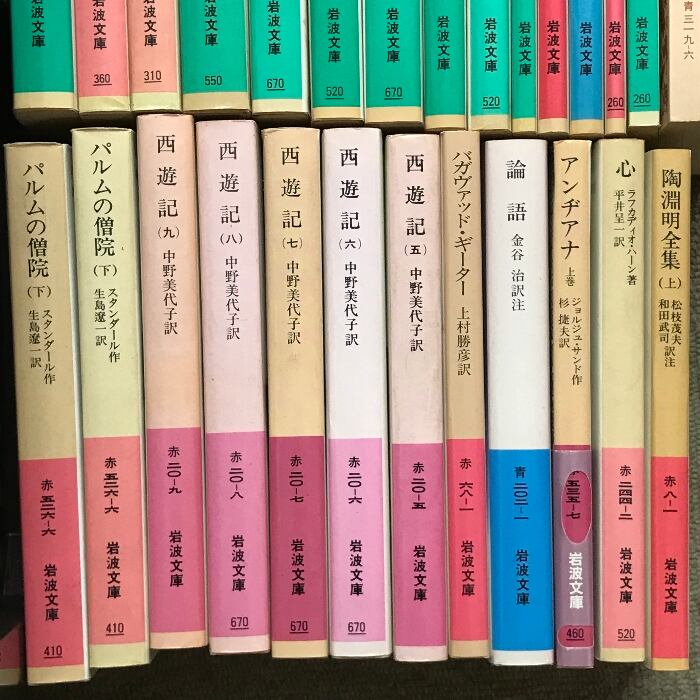 岩波文庫
岩波文庫
360
岩波文庫
310
岩波文庫
550
岩波文庫
670
岩波文庫
520
岩波文庫
670
岩波文庫
岩波文庫
520
岩波文庫
岩波文庫
岩波文庫
岩波文庫
260
岩波文庫
260
青三一九-六
パルムの僧院(下) スタンダール作
生島遼一訳
赤 五二六-六
岩波文庫
410
パルムの僧院(下) スタンダール作
生島遼一訳
赤 五二六-六
岩波文庫
410
西遊記(九) 中野美代子訳
赤 二〇-九
岩波文庫
西遊記(八) 中野美代子訳
赤 二〇-八
岩波文庫
670
西遊記(七) 中野美代子訳
赤 二〇-七
岩波文庫
670
西遊記(六) 中野美代子訳
赤 二〇-六
岩波文庫
670
西遊記(五) 中野美代子訳
赤 二〇-五
岩波文庫
バガヴァッド・ギーター 上村勝彦訳
赤 六八-一
岩波文庫
論語 金谷 治訳注
青 二〇二-一
岩波文庫
アンヂアナ 上巻 ジョルジュ・サンド作
杉 捷夫訳
五三五-七
岩波文庫
460
心 ラフカディオ・ハーン著
平井呈一訳
赤 二四四-二
岩波文庫
520
陶淵明全集(上) 松枝茂夫
和田武司 訳注
赤 八-一
岩波文庫